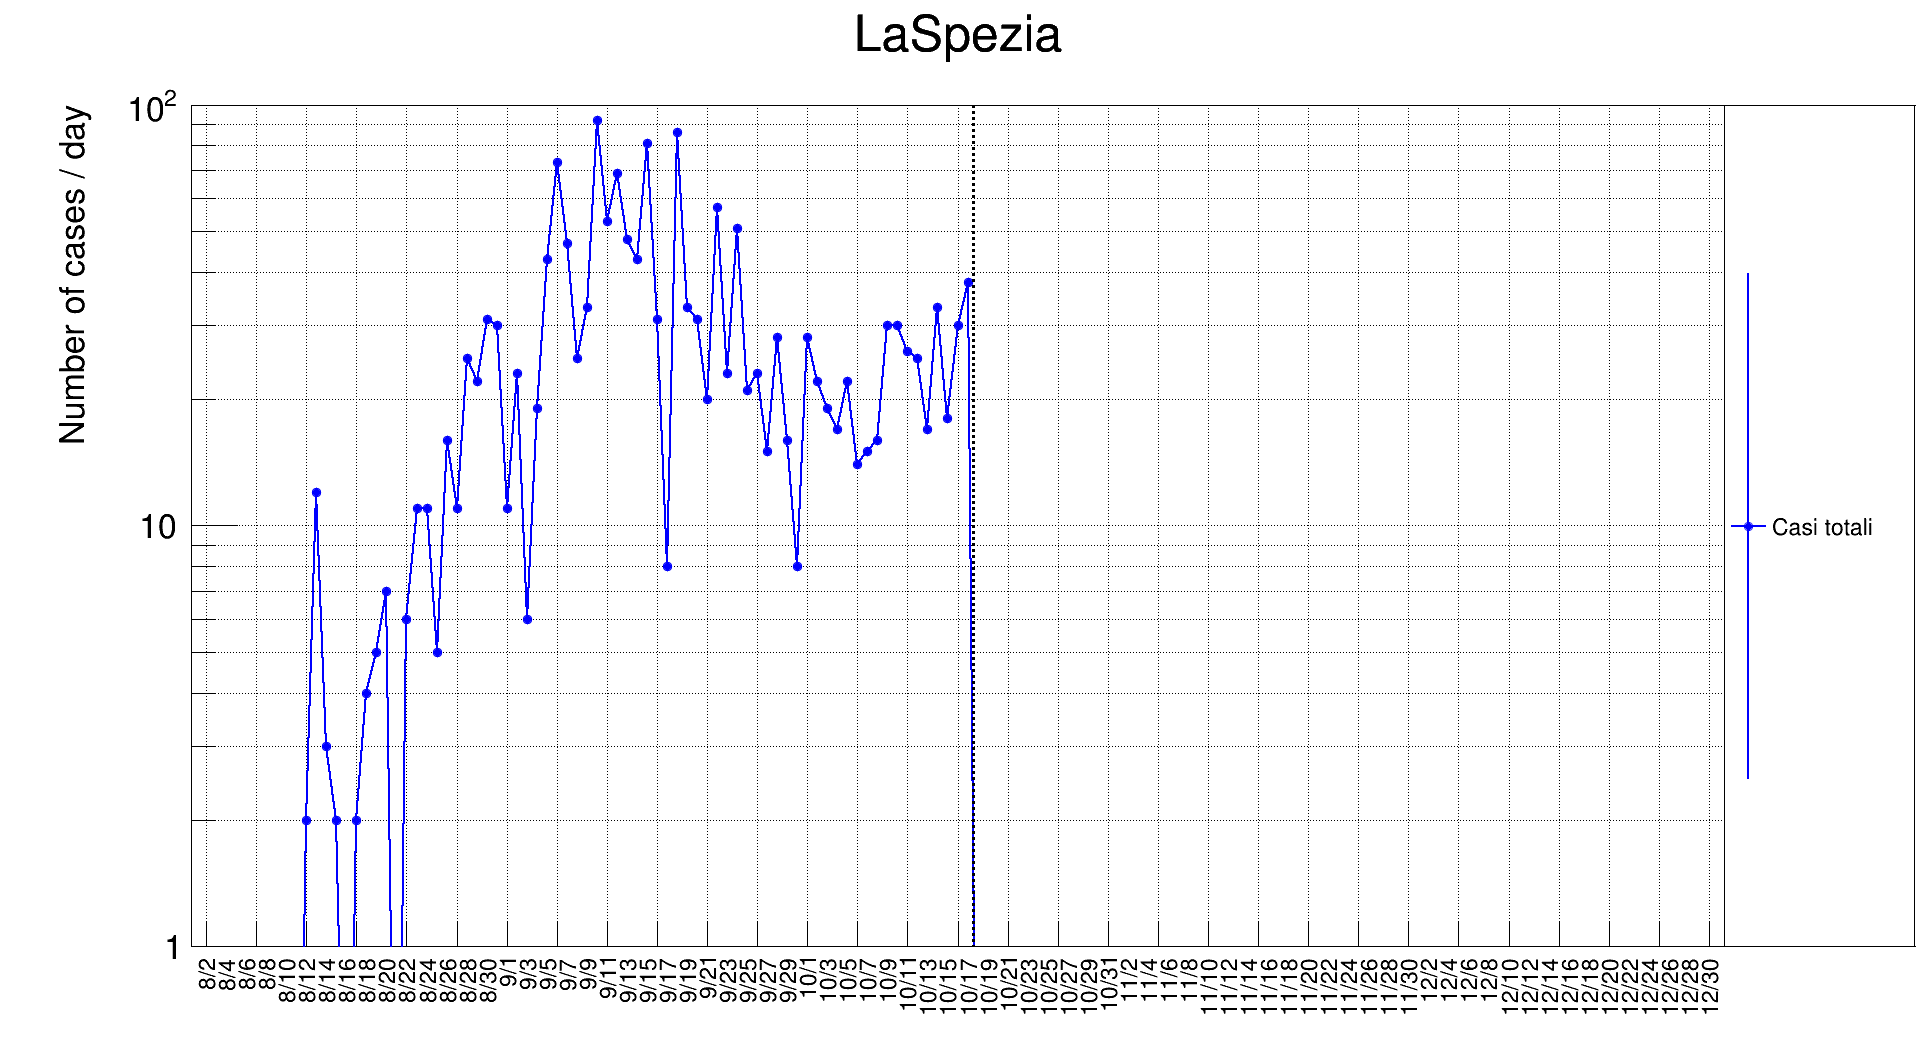 LaSpezia
Number of cases / day
10²
10
1
8/2 8/4 8/6 8/8 8/10 8/12 8/14 8/16 8/18 8/20 8/22 8/24 8/26 8/28 8/30 9/1 9/3 9/5 9/7 9/9 9/11 9/13 9/15 9/17 9/19 9/21 9/23 9/25 9/27 9/29 10/1 10/3 10/5 10/7 10/9 10/11 10/13 10/15 10/17 10/19 10/21 10/23 10/25 10/27 10/29 10/31 11/2 11/4 11/6 11/8 11/10 11/12 11/14 11/16 11/18 11/20 11/22 11/24 11/26 11/28 11/30 12/2 12/4 12/6 12/8 12/10 12/12 12/14 12/16 12/18 12/20 12/22 12/24 12/26 12/28 12/30
Casi totali